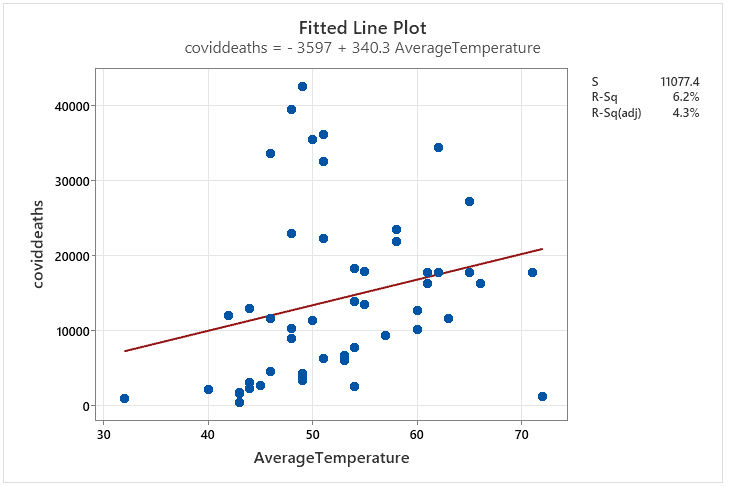 Fitted Line Plot
coviddeaths = - 3597 + 340.3 AverageTemperature
S 11077.4
R-Sq 6.2%
R-Sq(adj) 4.3%
coviddeaths
40000
30000
20000
10000
0
30 40 50 60 70
AverageTemperature